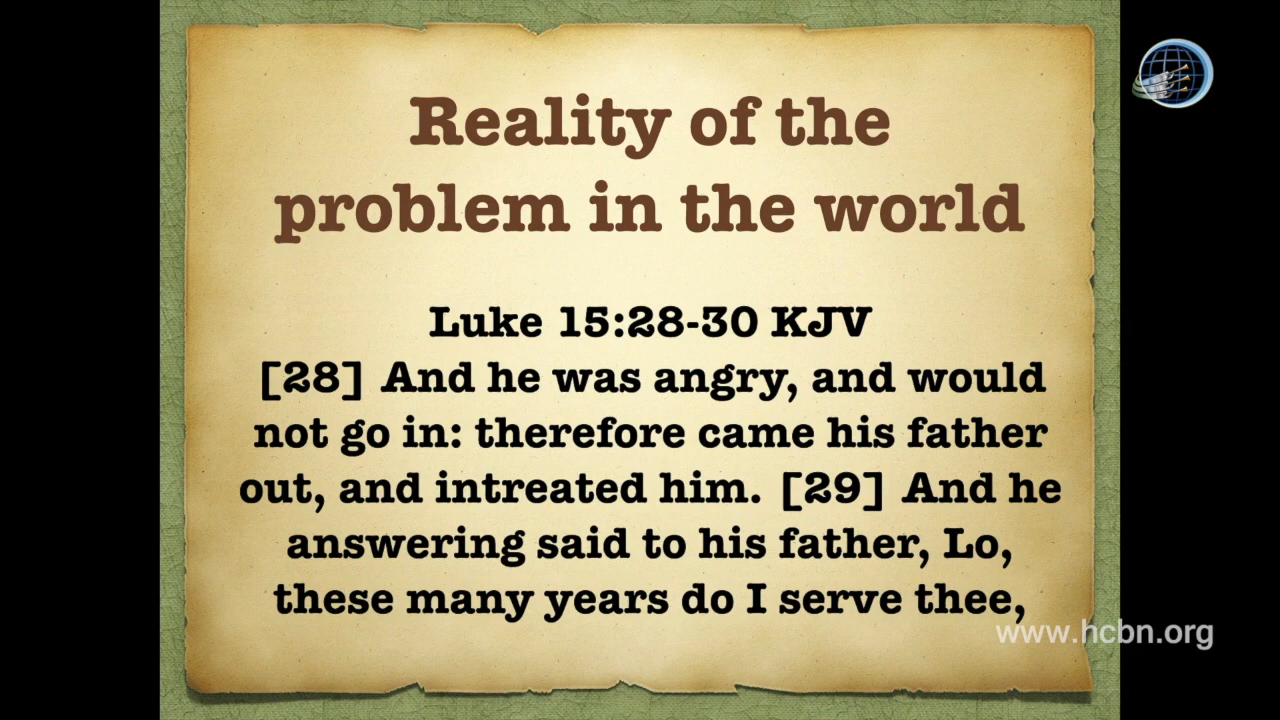 Reality of the
problem in the world
Luke 15:28-30 KJV
[28] And he was angry, and would
not go in: therefore came his father
out, and intreated him. [29] And he
answering said to his father, Lo,
these many years do I serve thee,
www.hcbn.org